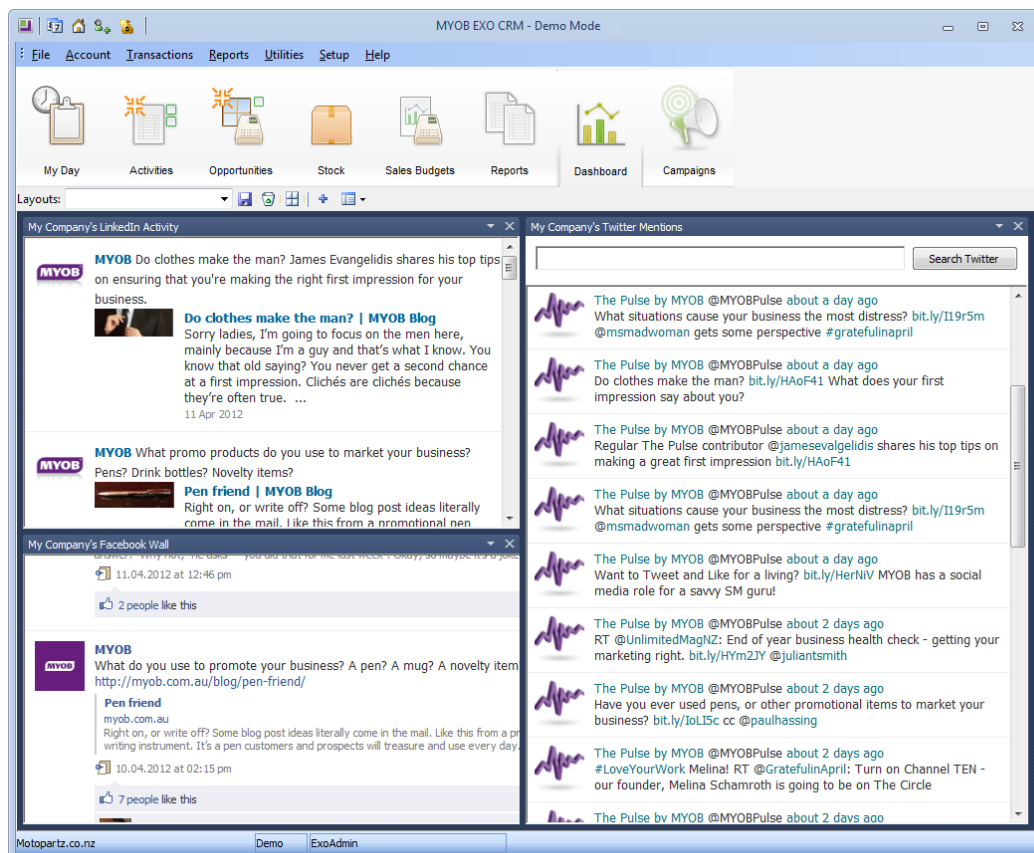 MYOB EXO CRM - Demo Mode
File Account Transactions Reports Utilities Setup Help
My Day Activities Opportunities Stock Sales Budgets Reports Dashboard Campaigns
Layouts:
My Company's LinkedIn Activity
MYOB
MYOB Do clothes make the man? James Evangelidis shares his top tips
on ensuring that you're making the right first impression for your
business.
Do clothes make the man? | MYOB Blog
Sorry ladies, I'm going to focus on the men here,
mainly because I'm a guy and that's what I know. You
know that old saying? You never get a second chance
at a first impression. Clichés are clichés because
they're often true. ...
11 Apr 2012
MYOB
MYOB What promo products do you use to market your business?
Pens? Drink bottles? Novelty items?
Pen friend | MYOB Blog
Right on, or write off? Some blog post ideas literally
come in the mail. Like this from a promotional pen
My Company's Facebook Wall
11.04.2012 at 12:46 pm
2 people like this
MYOB
MYOB
What do you use to promote your business? A pen? A mug? A novelty item
http://myob.com.au/blog/pen-friend/
Pen friend
myob.com.au
Right on, or write off? Some blog post ideas literally come in the mail. Like this from a pr
writing instrument. It's a pen customers and prospects will treasure and use every day.
10.04.2012 at 02:15 pm
7 people like this
My Company's Twitter Mentions
Search Twitter
The Pulse by MYOB @MYOBPulse about a day ago
What situations cause your business the most distress? bit.ly/I19r5m
@msmadwoman gets some perspective #gratefulinapril
The Pulse by MYOB @MYOBPulse about a day ago
Do clothes make the man? bit.ly/HAoF41 What does your first
impression say about you?
The Pulse by MYOB @MYOBPulse about a day ago
Regular The Pulse contributor @jamesevalgelidis shares his top tips on
making a great first impression bit.ly/HAoF41
The Pulse by MYOB @MYOBPulse about a day ago
What situations cause your business the most distress? bit.ly/I19r5m
@msmadwoman gets some perspective #gratefulinapril
The Pulse by MYOB @MYOBPulse about a day ago
Want to Tweet and Like for a living? bit.ly/HerNiV MYOB has a social
media role for a savvy SM guru!
The Pulse by MYOB @MYOBPulse about 2 days ago
RT @UnlimitedMagNZ: End of year business health check - getting your
marketing right. bit.ly/HYm2JY @juliantsmith
The Pulse by MYOB @MYOBPulse about 2 days ago
Have you ever used pens, or other promotional items to market your
business? bit.ly/IoLI5c cc @paulhassing
The Pulse by MYOB @MYOBPulse about 2 days ago
#LoveYourWork Melina! RT @GratefulinApril: Turn on Channel TEN -
our founder, Melina Schamroth is going to be on The Circle
The Pulse by MYOB @MYOBPulse about 2 days ago
Motopartz.co.nz Demo ExoAdmin